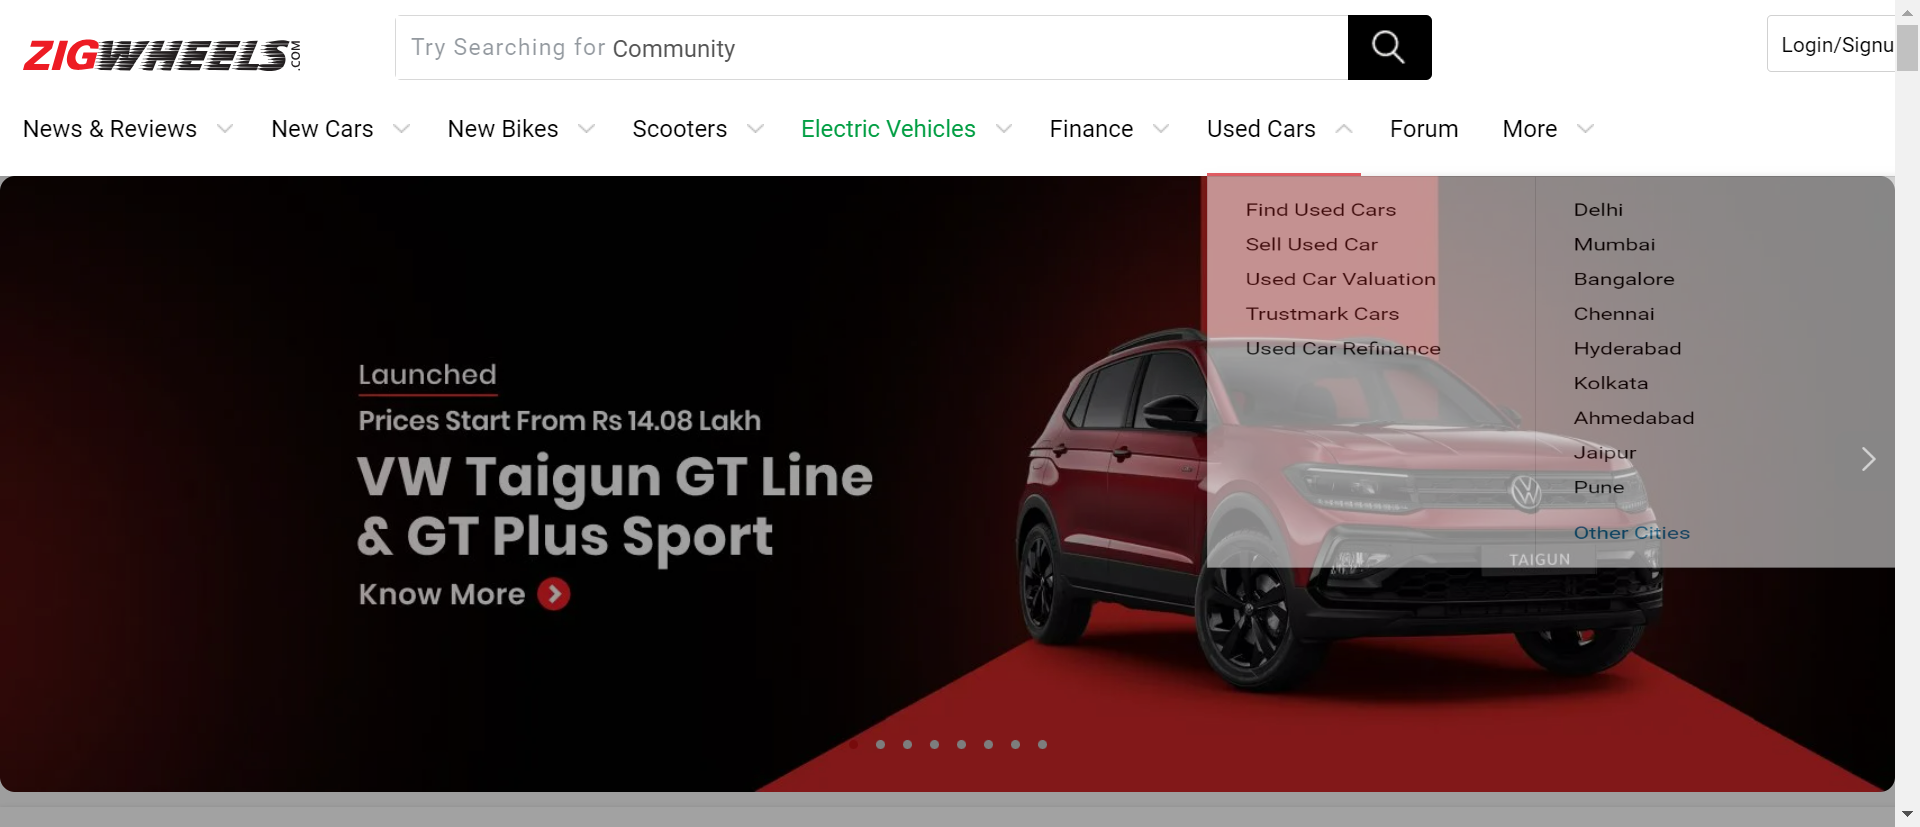 ZIGWHEELS.COM
Try Searching for Community
Login/Signu
News & Reviews
New Cars
New Bikes
Scooters
Electric Vehicles
Finance
Used Cars
Forum
More
Find Used Cars
Sell Used Car
Used Car Valuation
Trustmark Cars
Used Car Refinance
Delhi
Mumbai
Bangalore
Chennai
Hyderabad
Kolkata
Ahmedabad
Jaipur
Pune
Other Cities
Launched
Prices Start From Rs 14.08 Lakh
VW Taigun GT Line
& GT Plus Sport
Know More
TAIGUN